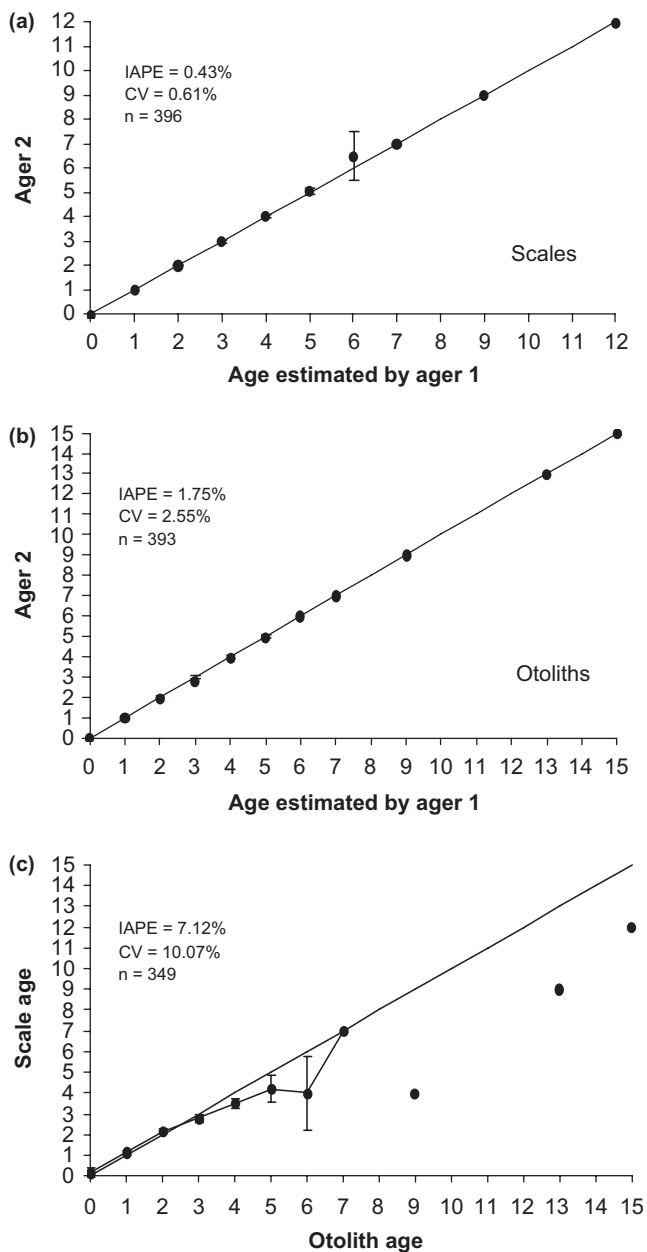 (a)
12
11
10
9
8
7
6
5
4
3
2
1
0
IAPE = 0.43%
CV = 0.61%
n = 396
Ager 2
Scales
0 1 2 3 4 5 6 7 8 9 10 11 12
Age estimated by ager 1
(b)
15
14
13
12
11
10
9
8
7
6
5
4
3
2
1
0
IAPE = 1.75%
CV = 2.55%
n = 393
Ager 2
Otoliths
0 1 2 3 4 5 6 7 8 9 10 11 12 13 14 15
Age estimated by ager 1
(c)
15
14
13
12
11
10
9
8
7
6
5
4
3
2
1
0
IAPE = 7.12%
CV = 10.07%
n = 349
Scale age
0 1 2 3 4 5 6 7 8 9 10 11 12 13 14 15
Otolith age